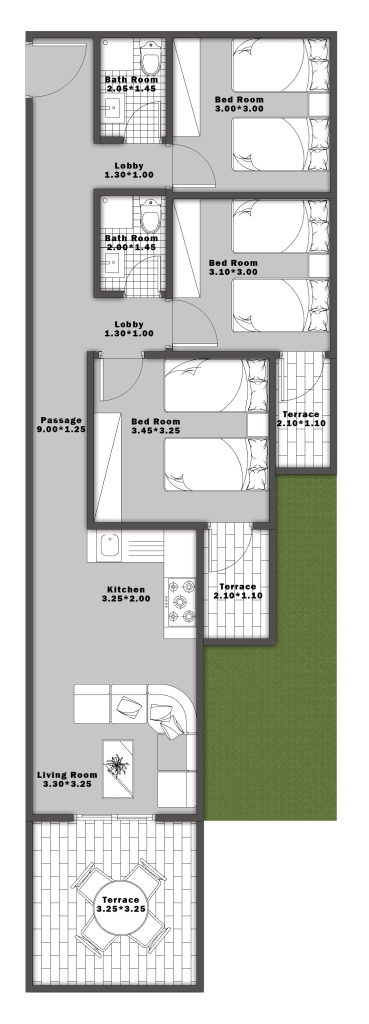 Bath Room
2.05*1.45
Bed Room
3.00*3.00
Lobby
1.30*1.00
Bath Room
2.00*1.45
Bed Room
3.10*3.00
Lobby
1.30*1.00
Passage
9.00*1.25
Bed Room
3.45*3.25
Terrace
2.10*1.10
Kitchen
3.25*2.00
Terrace
2.10*1.10
Living Room
3.30*3.25
Terrace
3.25*3.25